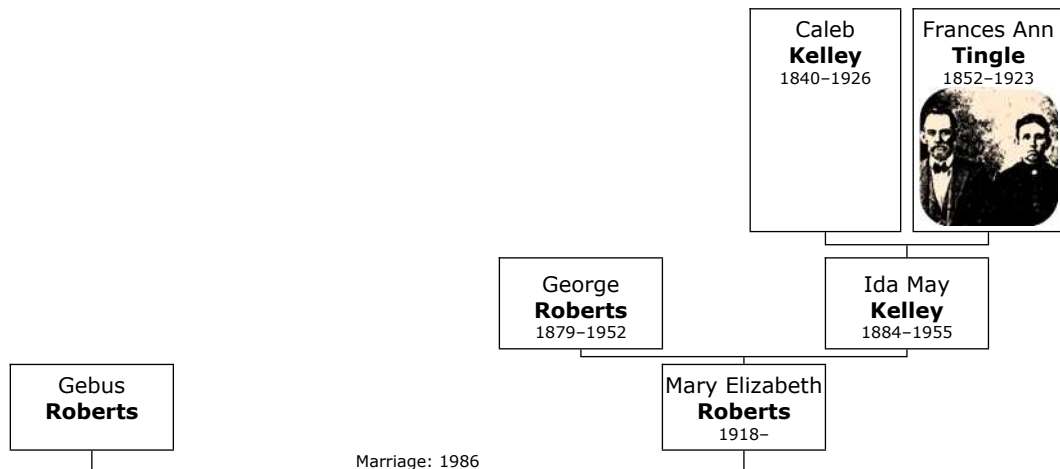 Caleb
Kelley
1840–1926
Frances Ann
Tingle
1852–1923
George
Roberts
1879–1952
Ida May
Kelley
1884–1955
Gebus
Roberts
Mary Elizabeth
Roberts
1918–
Marriage: 1986